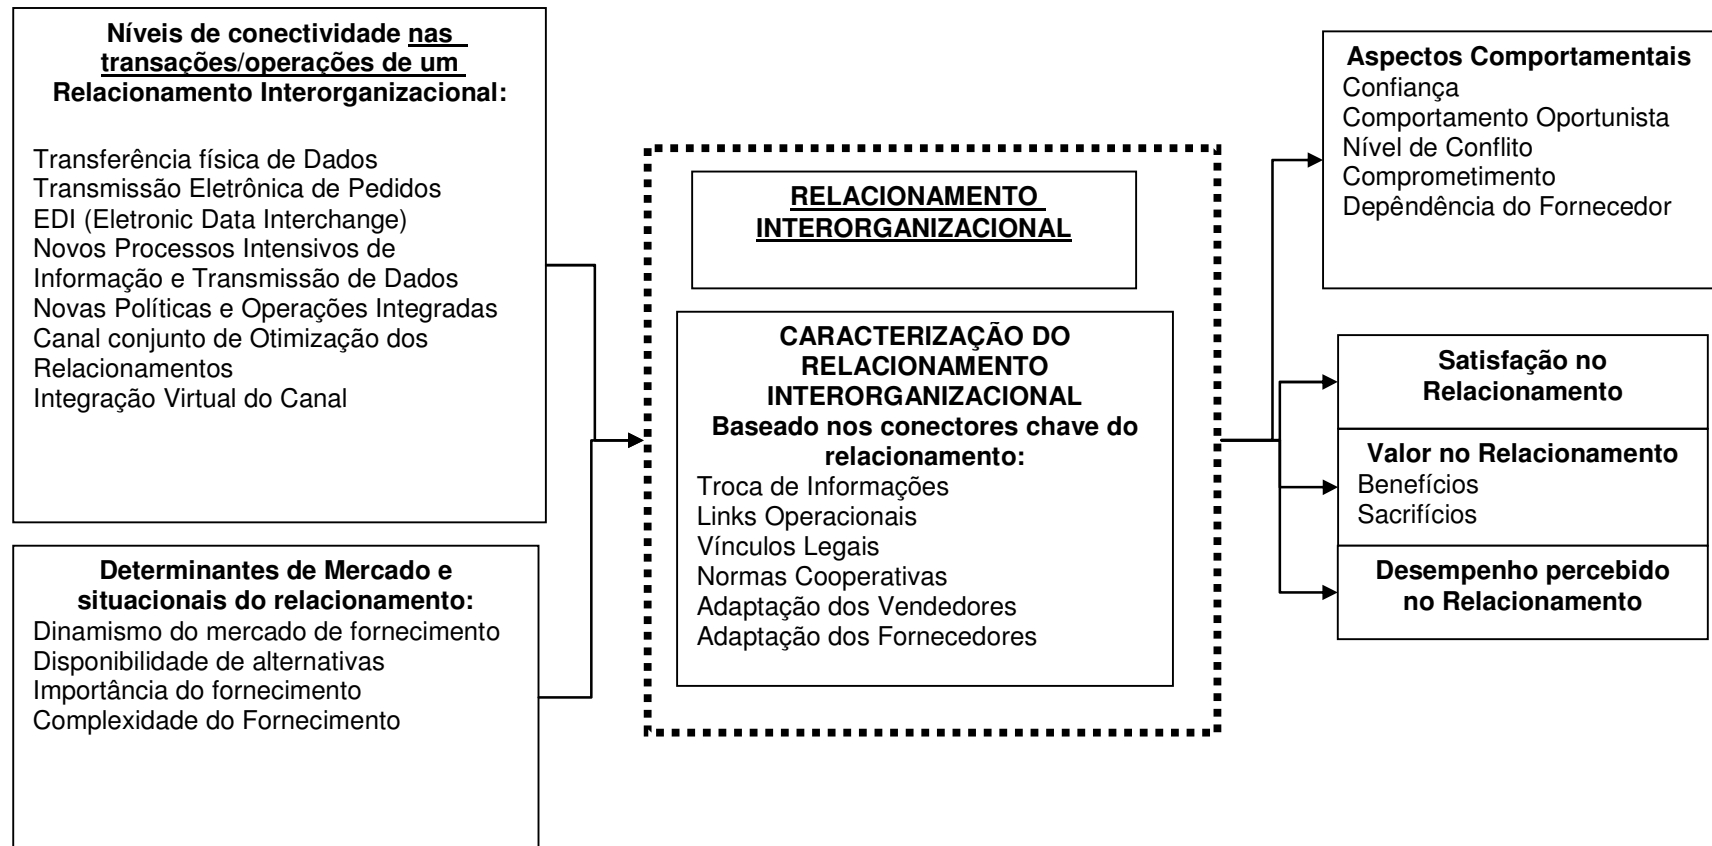 Níveis de conectividade nas
transações/operações de um
Relacionamento Interorganizacional:
Transferência física de Dados
Transmissão Eletrônica de Pedidos
EDI (Eletronic Data Interchange)
Novos Processos Intensivos de
Informação e Transmissão de Dados
Novas Políticas e Operações Integradas
Canal conjunto de Otimização dos
Relacionamentos
Integração Virtual do Canal
Determinantes de Mercado e
situacionais do relacionamento:
Dinamismo do mercado de fornecimento
Disponibilidade de alternativas
Importância do fornecimento
Complexidade do Fornecimento
RELACIONAMENTO
INTERORGANIZACIONAL
CARACTERIZAÇÃO DO
RELACIONAMENTO
INTERORGANIZACIONAL
Baseado nos conectores chave do
relacionamento:
Troca de Informações
Links Operacionais
Vínculos Legais
Normas Cooperativas
Adaptação dos Vendedores
Adaptação dos Fornecedores
Aspectos Comportamentais
Confiança
Comportamento Oportunista
Nível de Conflito
Comprometimento
Depêndência do Fornecedor
Satisfação no
Relacionamento
Valor no Relacionamento
Benefícios
Sacrifícios
Desempenho percebido
no Relacionamento